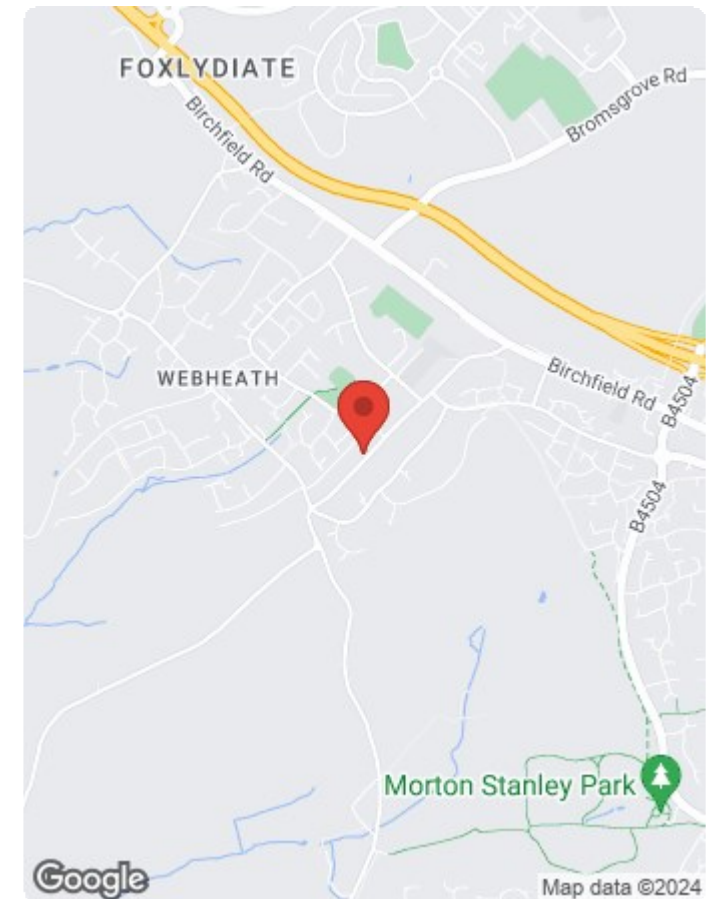 FOXLYDIATE
Birchfield Rd
Bromsgrove Rd
WEBHEATH
Birchfield Rd
B4504
B4504
Morton Stanley Park
Google
Map data ©2024